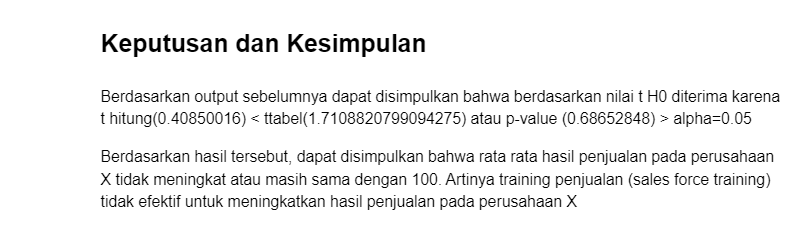 Keputusan dan Kesimpulan
Berdasarkan output sebelumnya dapat disimpulkan bahwa berdasarkan nilai t H0 diterima karena
t hitung(0.40850016) < ttabel(1.7108820799094275) atau p-value (0.68652848) > alpha=0.05
Berdasarkan hasil tersebut, dapat disimpulkan bahwa rata rata hasil penjualan pada perusahaan
X tidak meningkat atau masih sama dengan 100. Artinya training penjualan (sales force training)
tidak efektif untuk meningkatkan hasil penjualan pada perusahaan X